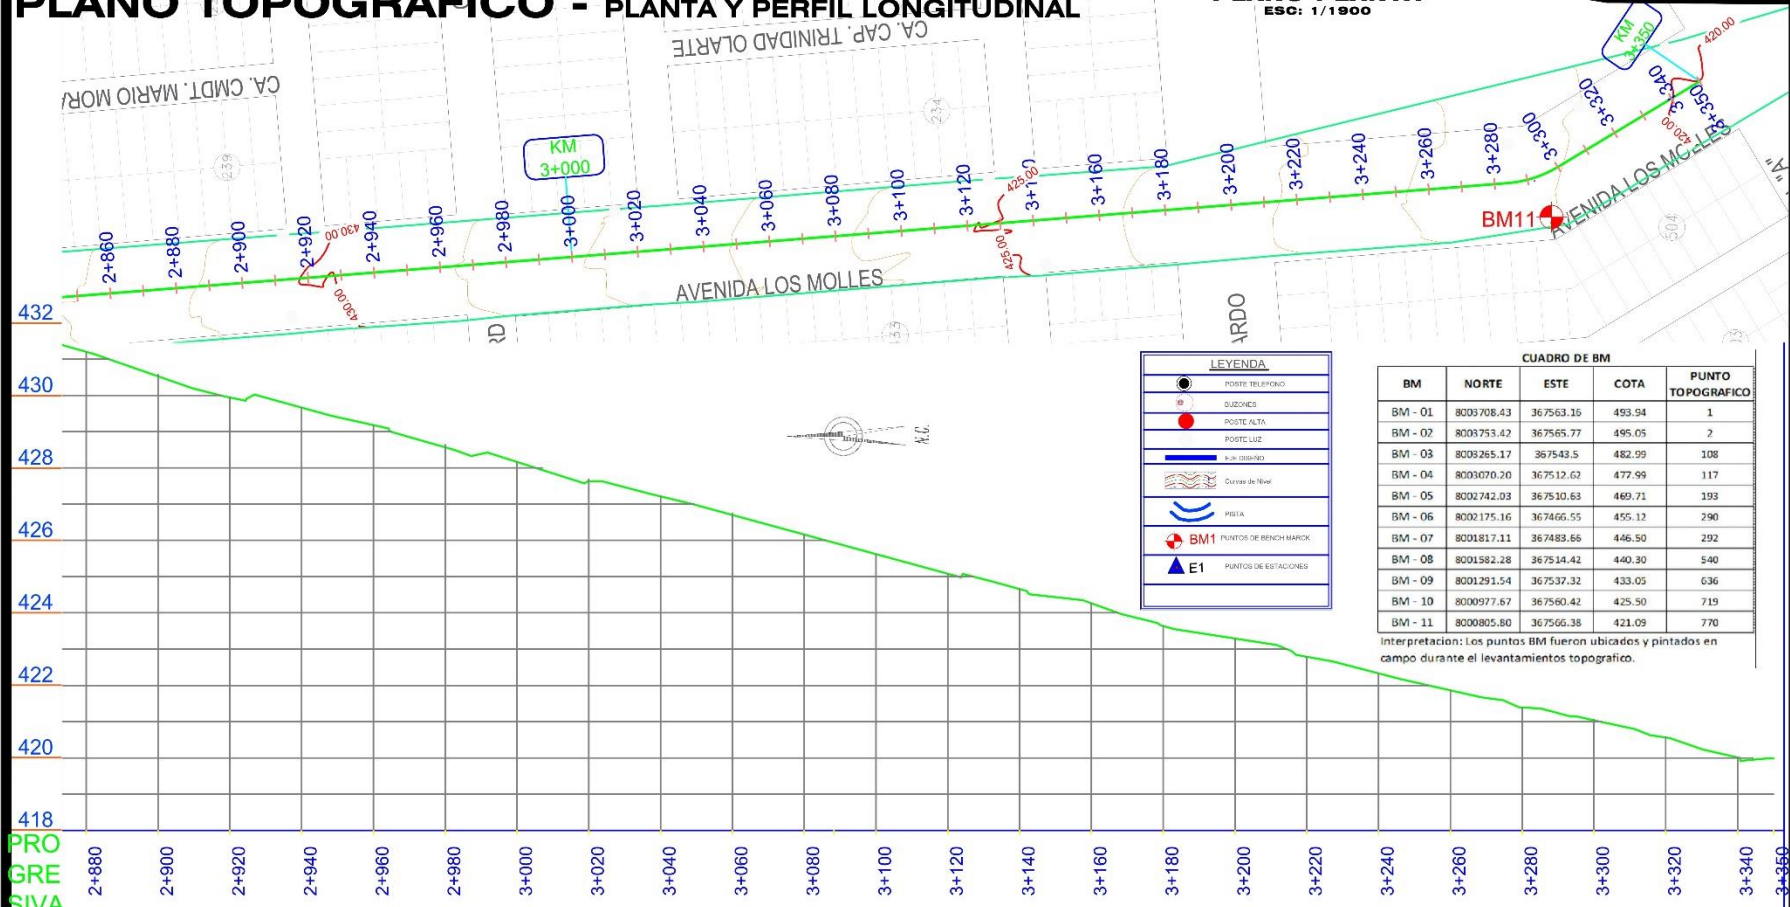 PLANO TOPOGRAFICO - PLANTA Y PERFIL LONGITUDINAL
ESC: 1/1900
CA. CMDT. MARIO MORA
CA. CAP. TRINIDAD OLARTE
239
234
KM
3+000
KM
3+350
2+860
2+880
2+900
2+920
2+940
2+960
2+980
3+000
3+020
3+040
3+060
3+080
3+100
3+120
3+160
3+180
3+200
3+220
3+240
3+260
3+280
3+300
3+320
3+340
3+350
430.00
430.00
425.00
425.00
420.00
420.00
BM11
AVENIDA LOS MOLLES
AVENIDA LOS MOLLES
"A"
504
RD
ARDO
432
430
428
426
424
422
420
418
N.G.
LEYENDA
POSTE TELEFONO
BUZONES
POSTE ALTA
POSTE LUZ
EJE DISEÑO
Curvas de Nivel
PISTA
BM1 PUNTOS DE BENCH MARCK
E1 PUNTOS DE ESTACIONES
CUADRO DE BM
BM NORTE ESTE COTA PUNTO TOPOGRAFICO
BM - 01 8003708.43 367563.16 493.94 1
BM - 02 8003753.42 367565.77 495.05 2
BM - 03 8003265.17 367543.5 482.99 108
BM - 04 8003070.20 367512.62 477.99 117
BM - 05 8002742.03 367510.63 469.71 193
BM - 06 8002175.16 367466.55 455.12 290
BM - 07 8001817.11 367483.66 446.50 292
BM - 08 8001582.28 367514.42 440.30 540
BM - 09 8001291.54 367537.32 433.05 636
BM - 10 8000977.67 367560.42 425.50 719
BM - 11 8000805.80 367566.38 421.09 770
Interpretacion: Los puntos BM fueron ubicados y pintados en
campo durante el levantamientos topografico.
PRO
GRE
SIVA
2+880
2+900
2+920
2+940
2+960
2+980
3+000
3+020
3+040
3+060
3+080
3+100
3+120
3+140
3+160
3+180
3+200
3+220
3+240
3+260
3+280
3+300
3+320
3+340
3+350